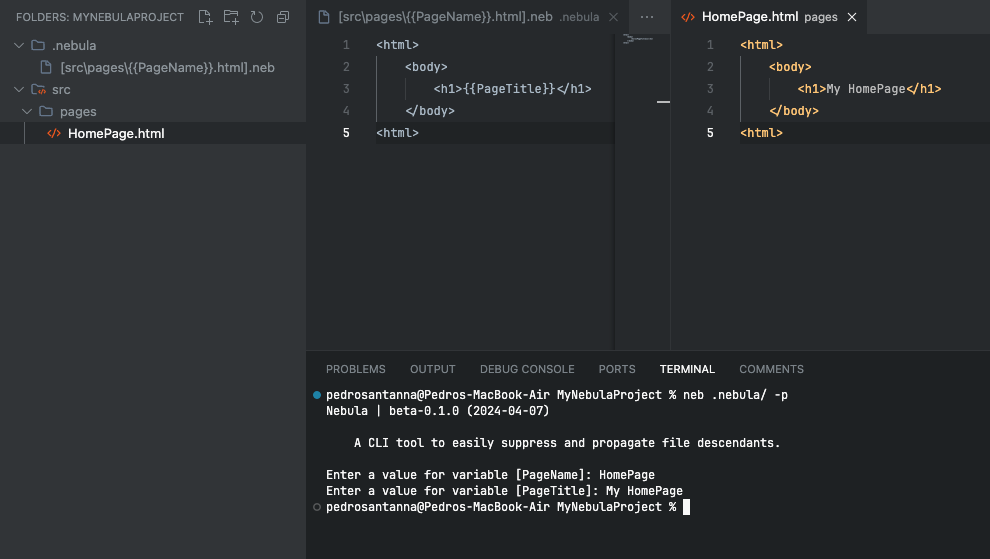 FOLDERS: MYNEBULAPROJECT
.nebula
[src\pages\{{PageName}}.html].neb
src
pages
HomePage.html
[src\pages\{{PageName}}.html].neb .nebula
1 <html>
2 <body>
3 <h1>{{PageTitle}}</h1>
4 </body>
5 <html>
HomePage.html pages
1 <html>
2 <body>
3 <h1>My HomePage</h1>
4 </body>
5 <html>
PROBLEMS OUTPUT DEBUG CONSOLE PORTS TERMINAL COMMENTS
pedrosantanna@Pedros-MacBook-Air MyNebulaProject % neb .nebula/ -p
Nebula | beta-0.1.0 (2024-04-07)
A CLI tool to easily suppress and propagate file descendants.
Enter a value for variable [PageName]: HomePage
Enter a value for variable [PageTitle]: My HomePage
pedrosantanna@Pedros-MacBook-Air MyNebulaProject %